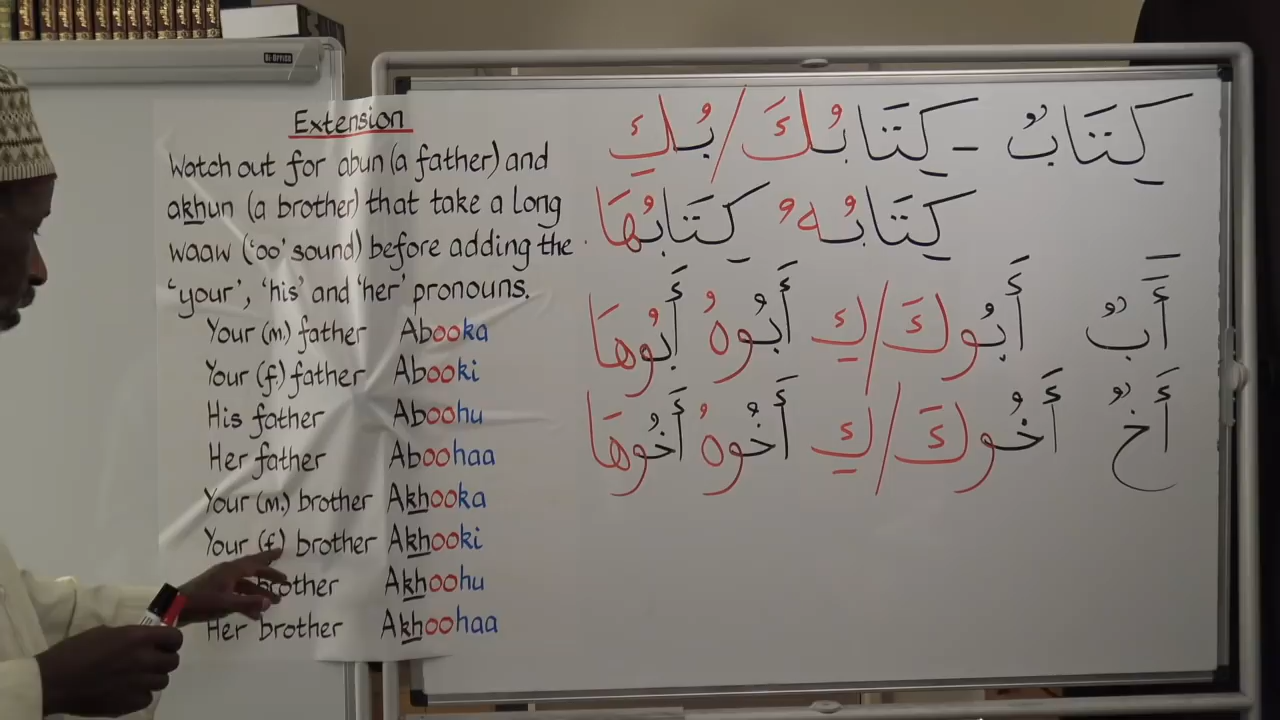 Bi-OFFICE
Extension
Watch out for abun (a father) and
akhun (a brother) that take a long
waaw ('oo' sound) before adding the
'your', 'his' and 'her' pronouns.
Your (m.) father Abooka
Your (f.) father Abooki
His father Aboohu
Her father Aboohaa
Your (m.) brother Akhooka
Your (f.) brother Akhooki
brother Akhoohu
Her brother Akhoohaa
كِتَابٌ - كِتَابُكَ / بُكِ
كِتَابُهُ كِتَابُهَا
أَبٌ أَبُوكَ / كِ أَبُوهُ أَبُوهَا
أَخٌ أَخُوكَ / كِ أَخُوهُ أَخُوهَا